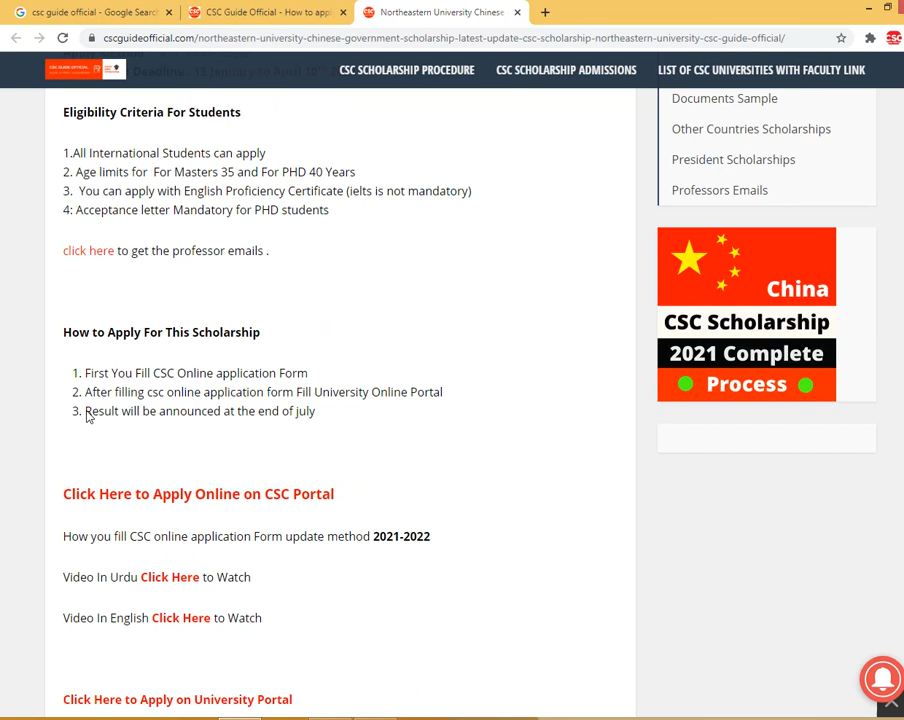 csc guide official - Google Searc
CSC Guide Official - How to appl
Northeastern University Chinese
cscguideofficial.com/northeastern-university-chinese-government-scholarship-latest-update-csc-scholarship-northeastern-university-csc-guide-official/
CSC GUIDE OFFICIAL
CSC SCHOLARSHIP PROCEDURE
CSC SCHOLARSHIP ADMISSIONS
LIST OF CSC UNIVERSITIES WITH FACULTY LINK
Eligibility Criteria For Students
1.All International Students can apply
2. Age limits for For Masters 35 and For PHD 40 Years
3. You can apply with English Proficiency Certificate (ielts is not mandatory)
4: Acceptance letter Mandatory for PHD students
click here to get the professor emails .
How to Apply For This Scholarship
1. First You Fill CSC Online application Form
2. After filling csc online application form Fill University Online Portal
3. Result will be announced at the end of july
Click Here to Apply Online on CSC Portal
How you fill CSC online application Form update method 2021-2022
Video In Urdu Click Here to Watch
Video In English Click Here to Watch
Click Here to Apply on University Portal
Documents Sample
Other Countries Scholarships
President Scholarships
Professors Emails
China
CSC Scholarship
2021 Complete
Process